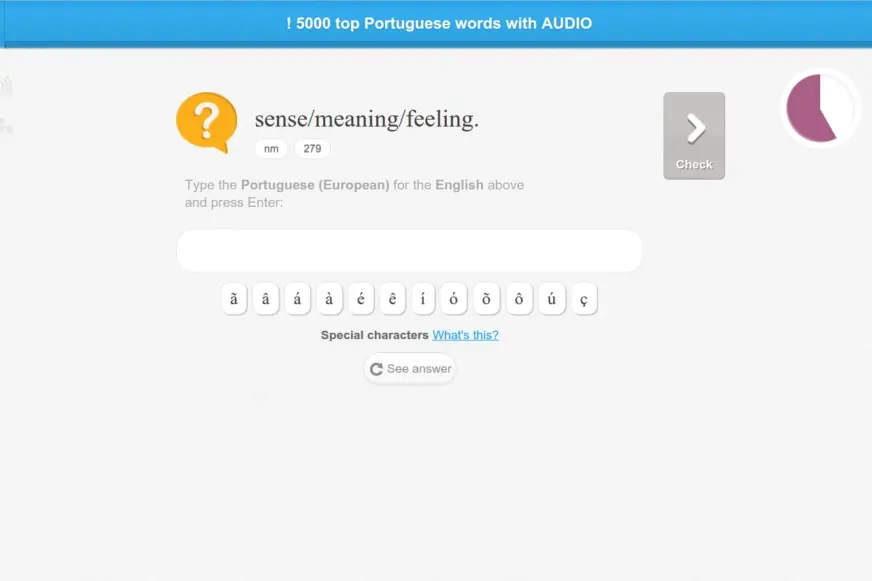 ! 5000 top Portuguese words with AUDIO
?
sense/meaning/feeling.
nm 279
Check
Type the Portuguese (European) for the English above
and press Enter:
ã â á à é ê í ó õ ô ú ç
Special characters What's this?
See answer